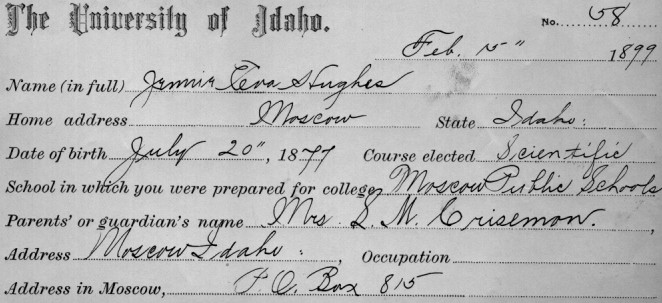 The University of Idaho.
No. 58
Feb. 5" 1899
Name (in full) Jennie Eva Hughes
Home address Moscow State Idaho:
Date of birth July 20", 1877 Course elected Scientific
School in which you were prepared for college Moscow Public Schools
Parents' or guardian's name Mrs. L. M. Crisemon.,
Address Moscow Idaho:, Occupation
Address in Moscow, P.O. Box 815